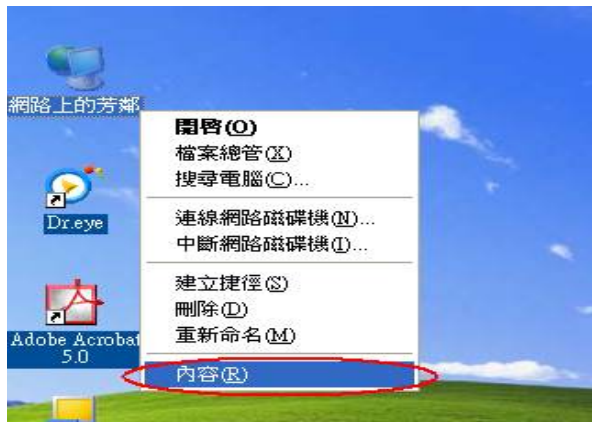 網路上的芳鄰
Dr.eye
Adobe Acrobat
5.0
開啓(O)
檔案總管(X)
搜尋電腦(C)...
連線網路磁碟機(N)...
中斷網路磁碟機(I)...
建立捷徑(S)
刪除(D)
重新命名(M)
內容(R)